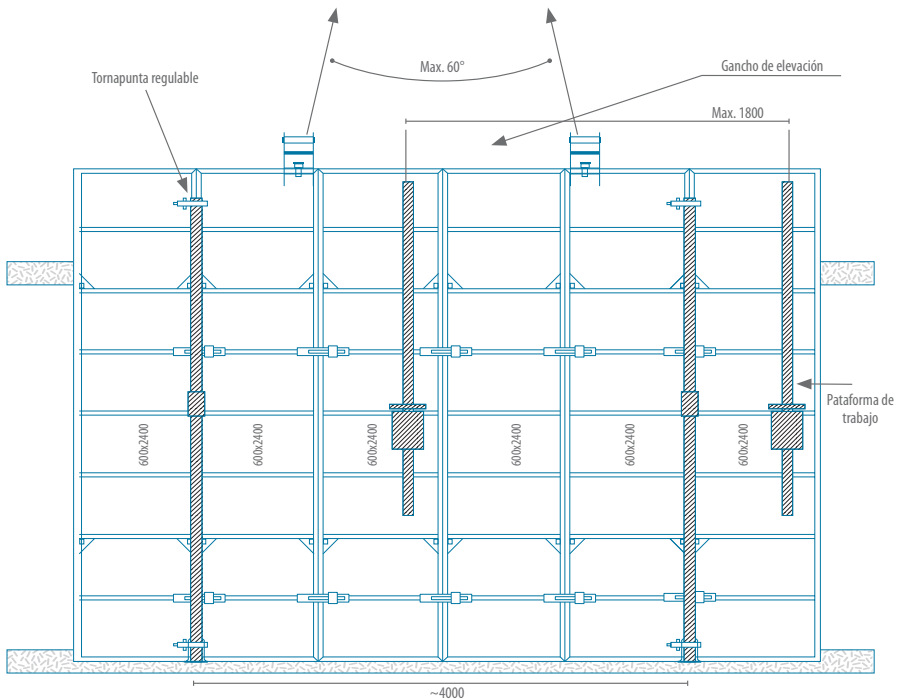 Max. 60°
Tornapunta regulable
Gancho de elevación
Max. 1800
Pataforma de
trabajo
600x2400
600x2400
600x2400
600x2400
600x2400
600x2400
~4000